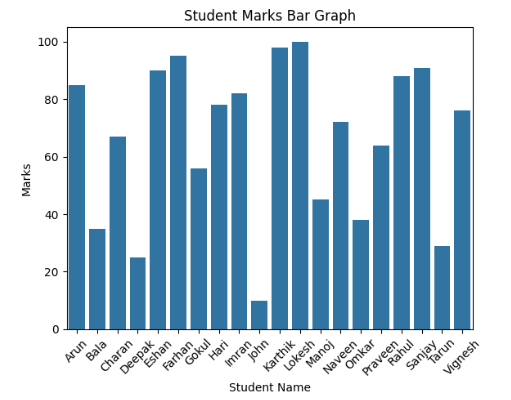 Student Marks Bar Graph
100
80
60
40
20
0
Marks
Arun Bala Charan Deepak Eshan Farhan Gokul Hari Imran John Karthik Lokesh Manoj Naveen Omkar Praveen Rahul Sanjay Tarun Vignesh
Student Name